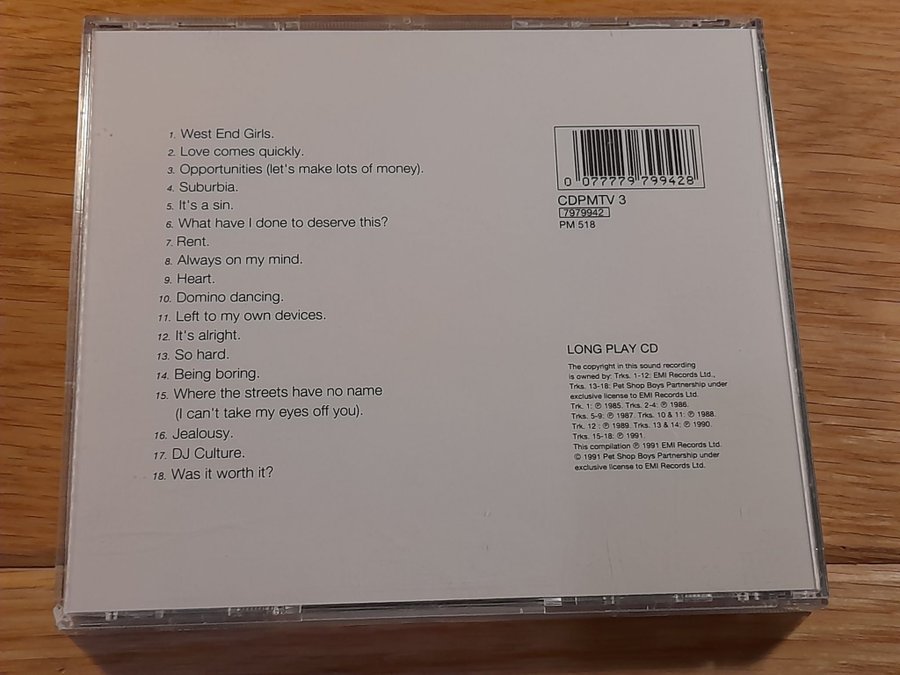 1. West End Girls.
2. Love comes quickly.
3. Opportunities (let's make lots of money).
4. Suburbia.
5. It's a sin.
6. What have I done to deserve this?
7. Rent.
8. Always on my mind.
9. Heart.
10. Domino dancing.
11. Left to my own devices.
12. It's alright.
13. So hard.
14. Being boring.
15. Where the streets have no name
(I can't take my eyes off you).
16. Jealousy.
17. DJ Culture.
18. Was it worth it?
0 077779 799428
CDPMTV 3
7979942
PM 518
LONG PLAY CD
The copyright in this sound recording
is owned by: Trks. 1-12: EMI Records Ltd.,
Trks. 13-18: Pet Shop Boys Partnership under
exclusive license to EMI Records Ltd.
Trk. 1: ℗ 1985. Trks. 2-4: ℗ 1986.
Trks. 5-9: ℗ 1987. Trks. 10 & 11: ℗ 1988.
Trk. 12 : ℗ 1989. Trks. 13 & 14: ℗ 1990.
Trks. 15-18: ℗ 1991.
This compilation ℗ 1991 EMI Records Ltd.
© 1991 Pet Shop Boys Partnership under
exclusive license to EMI Records Ltd.